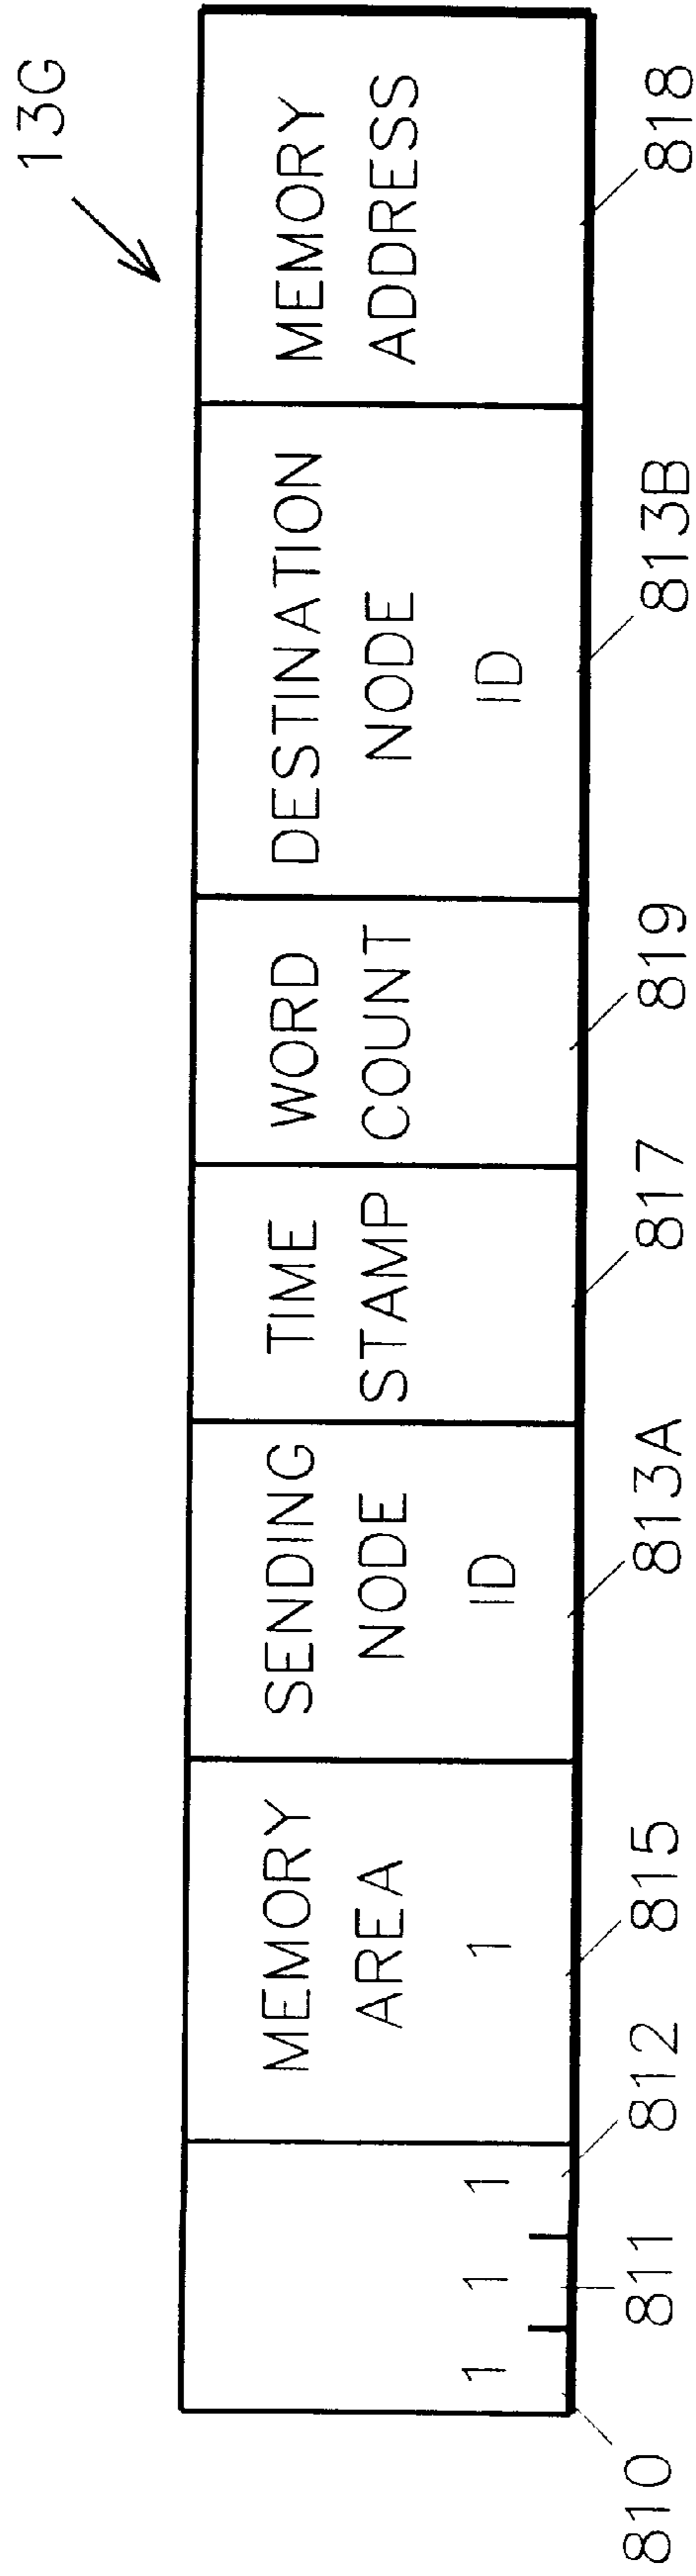 13G
1 1 1
MEMORY
AREA
1
SENDING
NODE
ID
TIME
STAMP
WORD
COUNT
DESTINATION
NODE
ID
MEMORY
ADDRESS
810
811
812
815
813A
817
819
813B
818